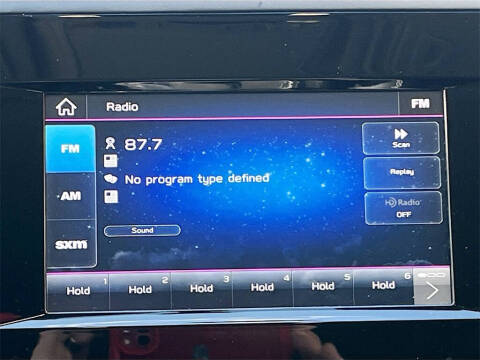 Radio
FM
FM
87.7
Scan
No program type defined
Replay
AM
HD Radio
OFF
Sound
sxm
1 2 3 4 5 6
Hold Hold Hold Hold Hold Hold